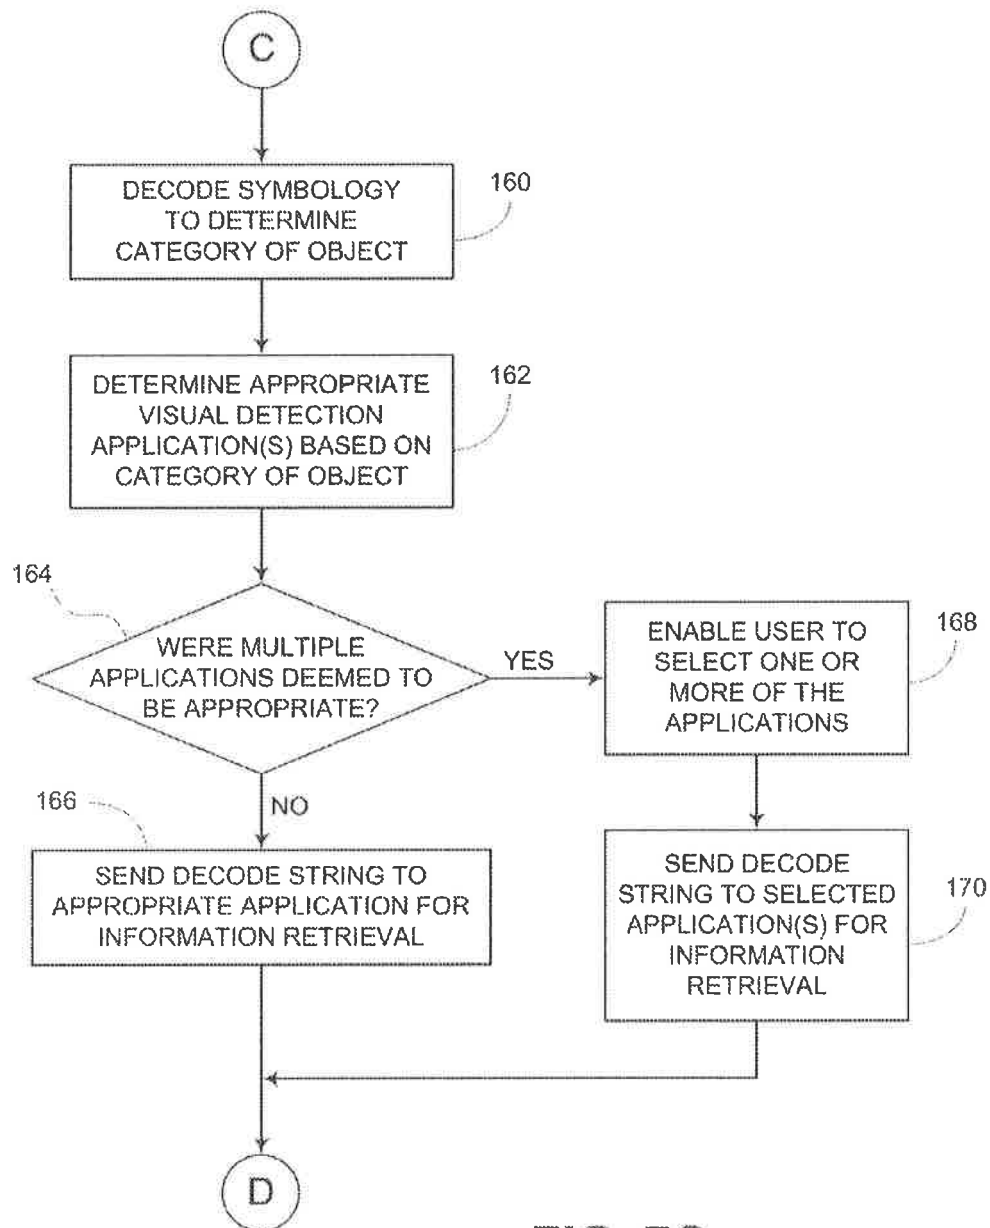 C
DECODE SYMBOLOGY
TO DETERMINE
CATEGORY OF OBJECT
160
DETERMINE APPROPRIATE
VISUAL DETECTION
APPLICATION(S) BASED ON
CATEGORY OF OBJECT
162
164
WERE MULTIPLE
APPLICATIONS DEEMED TO
BE APPROPRIATE?
YES
ENABLE USER TO
SELECT ONE OR
MORE OF THE
APPLICATIONS
168
NO
166
SEND DECODE STRING TO
APPROPRIATE APPLICATION FOR
INFORMATION RETRIEVAL
SEND DECODE
STRING TO SELECTED
APPLICATION(S) FOR
INFORMATION
RETRIEVAL
170
D